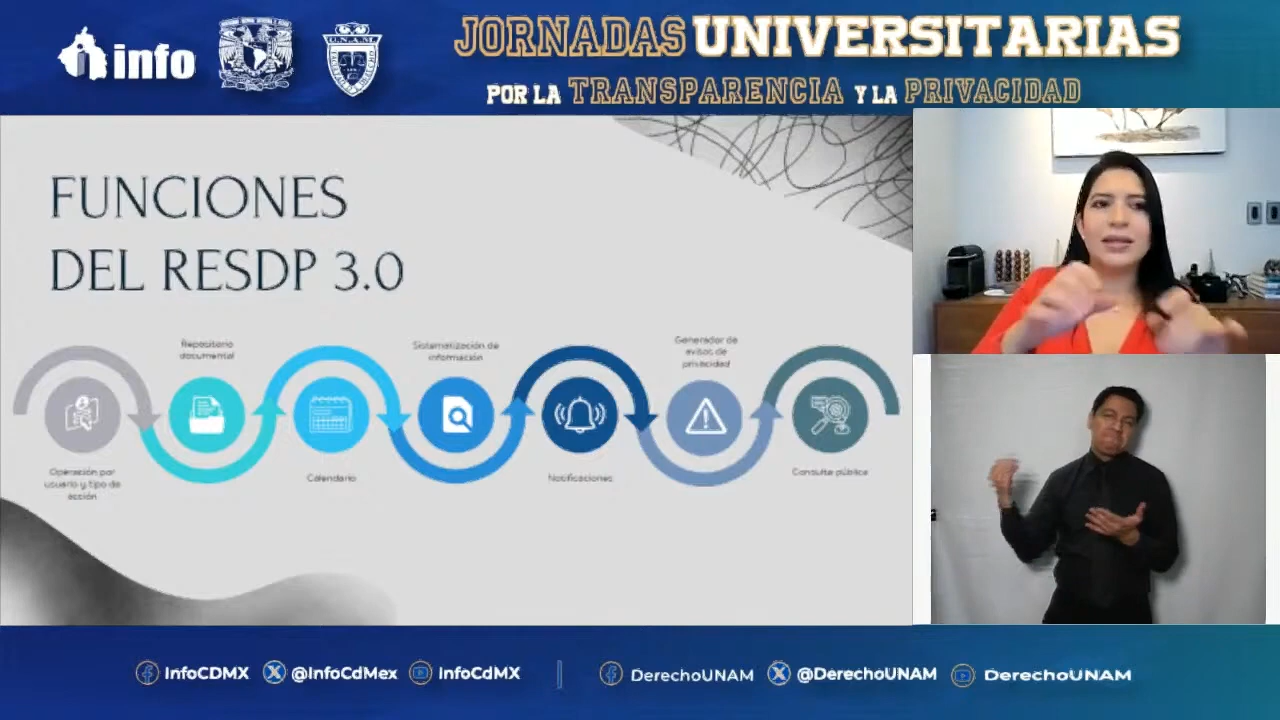 info
U.N.A.M.
JORNADAS UNIVERSITARIAS
POR LA TRANSPARENCIA Y LA PRIVACIDAD
FUNCIONES
DEL RESDP 3.0
Operación por
usuario y tipo de
acción
Repositorio
documental
Calendario
Sistematización de
información
Notificaciones
Generador de
avisos de
privacidad
Consulta pública
InfoCDMX @InfoCdMex InfoCdMX DerechoUNAM @DerechoUNAM DerechoUNAM